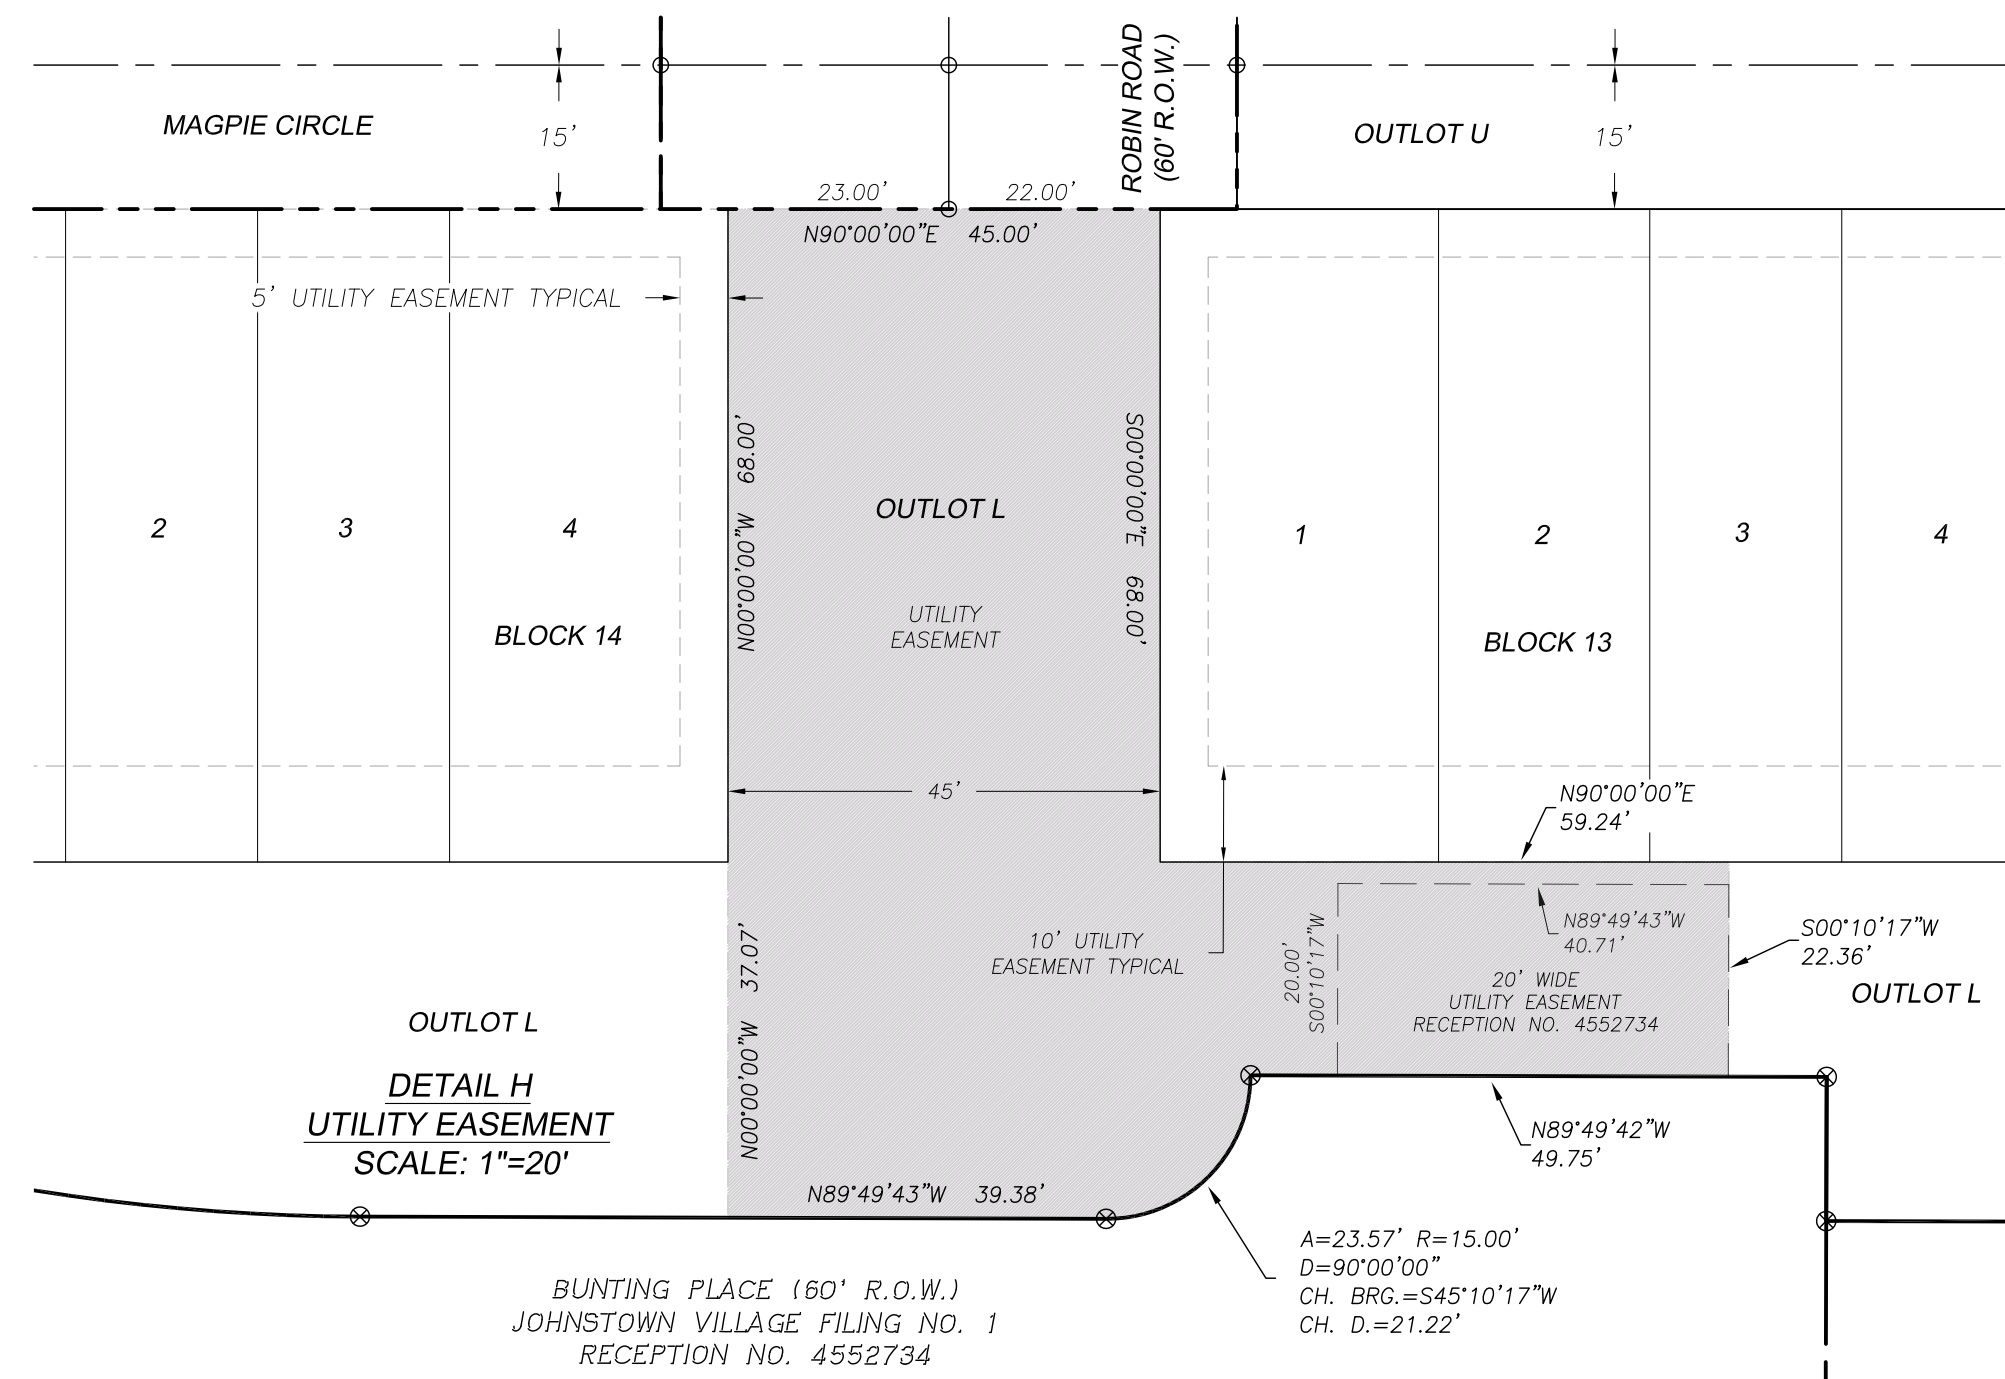 ROBIN ROAD
(60' R.O.W.)
MAGPIE CIRCLE
15'
OUTLOT U
15'
23.00'
22.00'
N90°00'00"E 45.00'
5' UTILITY EASEMENT TYPICAL
N00°00'00"W 68.00'
S00°00'00"E 68.00'
OUTLOT L
2
3
4
1
2
3
4
UTILITY
EASEMENT
BLOCK 14
BLOCK 13
45'
N90°00'00"E
59.24'
N00°00'00"W 37.07'
10' UTILITY
EASEMENT TYPICAL
20.00'
S00°10'17"W
N89°49'43"W
40.71'
S00°10'17"W
22.36'
20' WIDE
UTILITY EASEMENT
RECEPTION NO. 4552734
OUTLOT L
OUTLOT L
DETAIL H
UTILITY EASEMENT
SCALE: 1"=20'
N89°49'42"W
49.75'
N89°49'43"W 39.38'
A=23.57' R=15.00'
D=90°00'00"
CH. BRG.=S45°10'17"W
CH. D.=21.22'
BUNTING PLACE (60' R.O.W.)
JOHNSTOWN VILLAGE FILING NO. 1
RECEPTION NO. 4552734